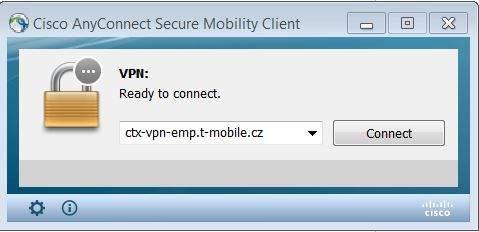 Cisco AnyConnect Secure Mobility Client
VPN:
Ready to connect.
ctx-vpn-emp.t-mobile.cz
Connect
cisco